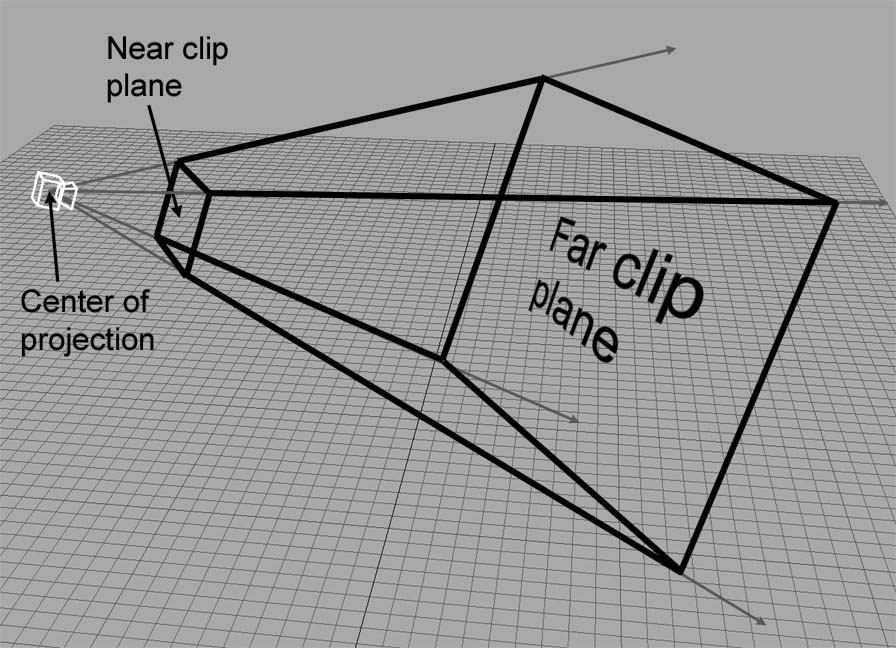 Near clip
plane
Far clip
plane
Center of
projection